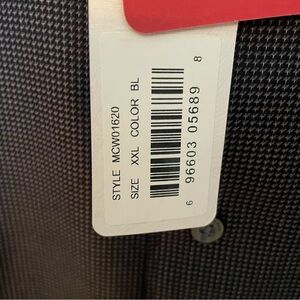 STYLE MCW01620
SIZE XXL COLOR BL
6 96603 05689 8